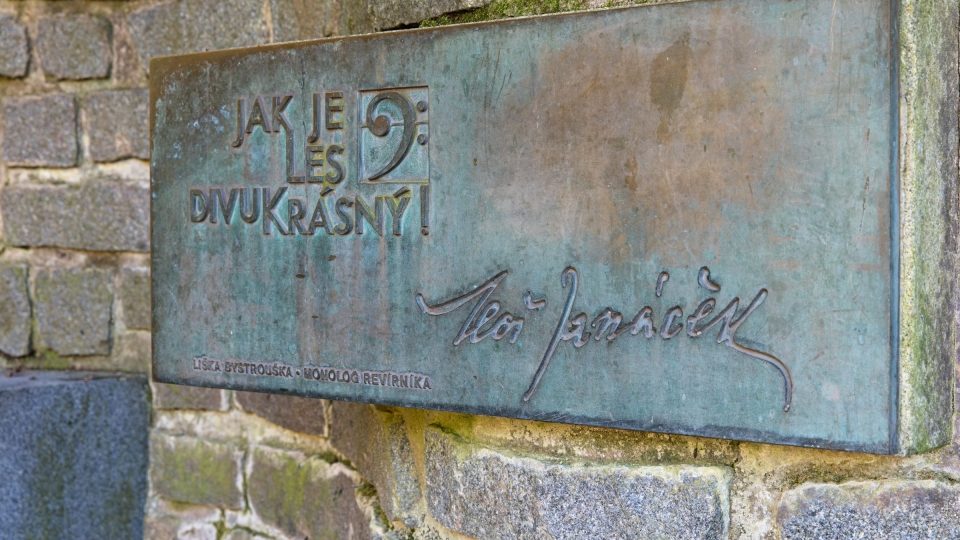 JAK JE
LES
DIVUKRÁSNÝ!
Leoš Janáček
LIŠKA BYSTROUŠKA • MONOLOG REVÍRNÍKA